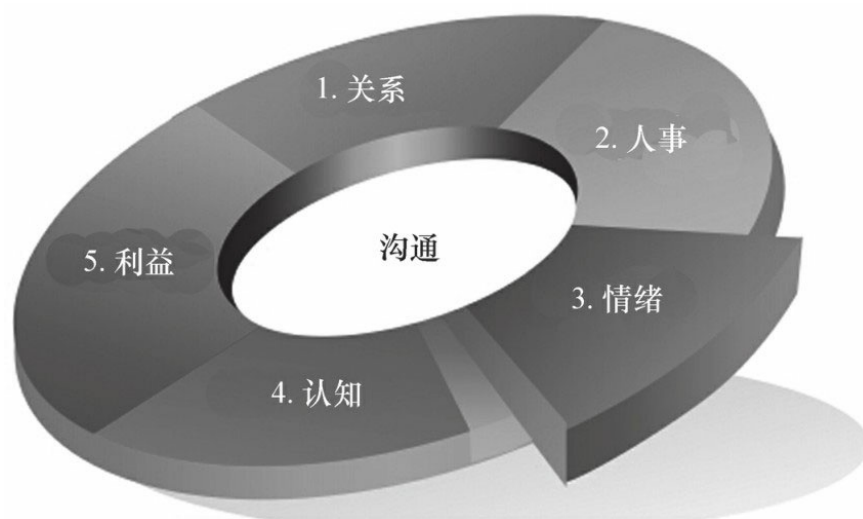 1. 关系
2. 人事
3. 情绪
4. 认知
5. 利益
沟通